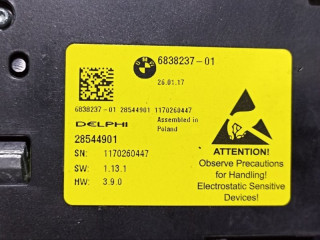 6838237-01
26.01.17
6838237-01 28544901 1170260447
DELPHI
Assembled in
Poland
28544901
SN: 1170260447
SW: 1.13.1
HW: 3.9.0
ATTENTION!
Observe Precautions
for Handling!
Electrostatic Sensitive
Devices!